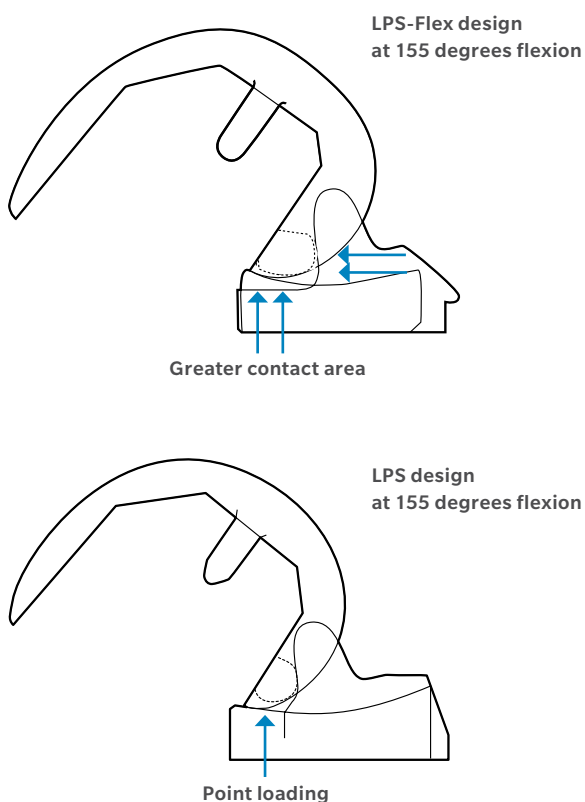 LPS-Flex design
at 155 degrees flexion
Greater contact area
LPS design
at 155 degrees flexion
Point loading